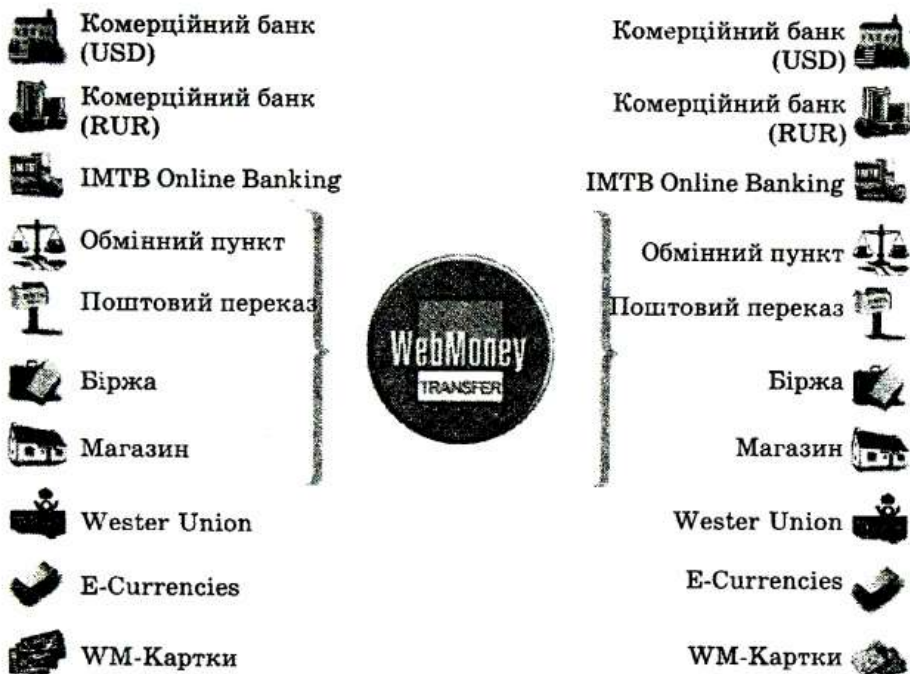 Комерційний банк
(USD)
Комерційний банк
(RUR)
IMTB Online Banking
Обмінний пункт
Поштовий переказ
Біржа
Магазин
Wester Union
E-Currencies
WM-Картки
WebMoney
TRANSFER
Комерційний банк
(USD)
Комерційний банк
(RUR)
IMTB Online Banking
Обмінний пункт
Поштовий переказ
Біржа
Магазин
Wester Union
E-Currencies
WM-Картки